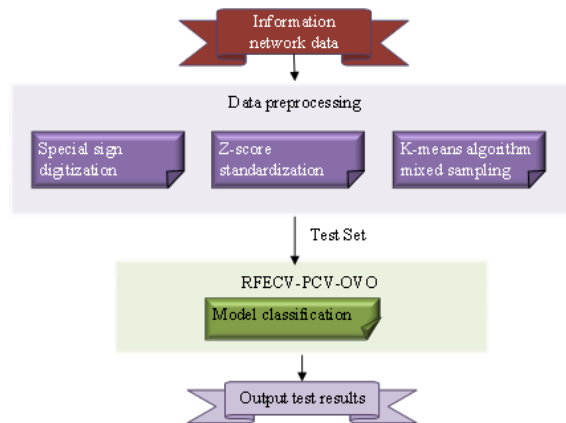 Information
network data
Data preprocessing
Special sign
digitization
Z-score
standardization
K-means algorithm
mixed sampling
Test Set
RFECV-PCV-OVO
Model classification
Output test results